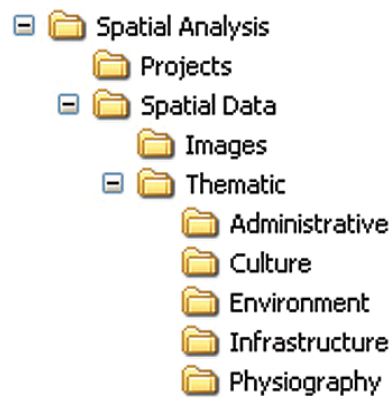 Spatial Analysis
Projects
Spatial Data
Images
Thematic
Administrative
Culture
Environment
Infrastructure
Physiography